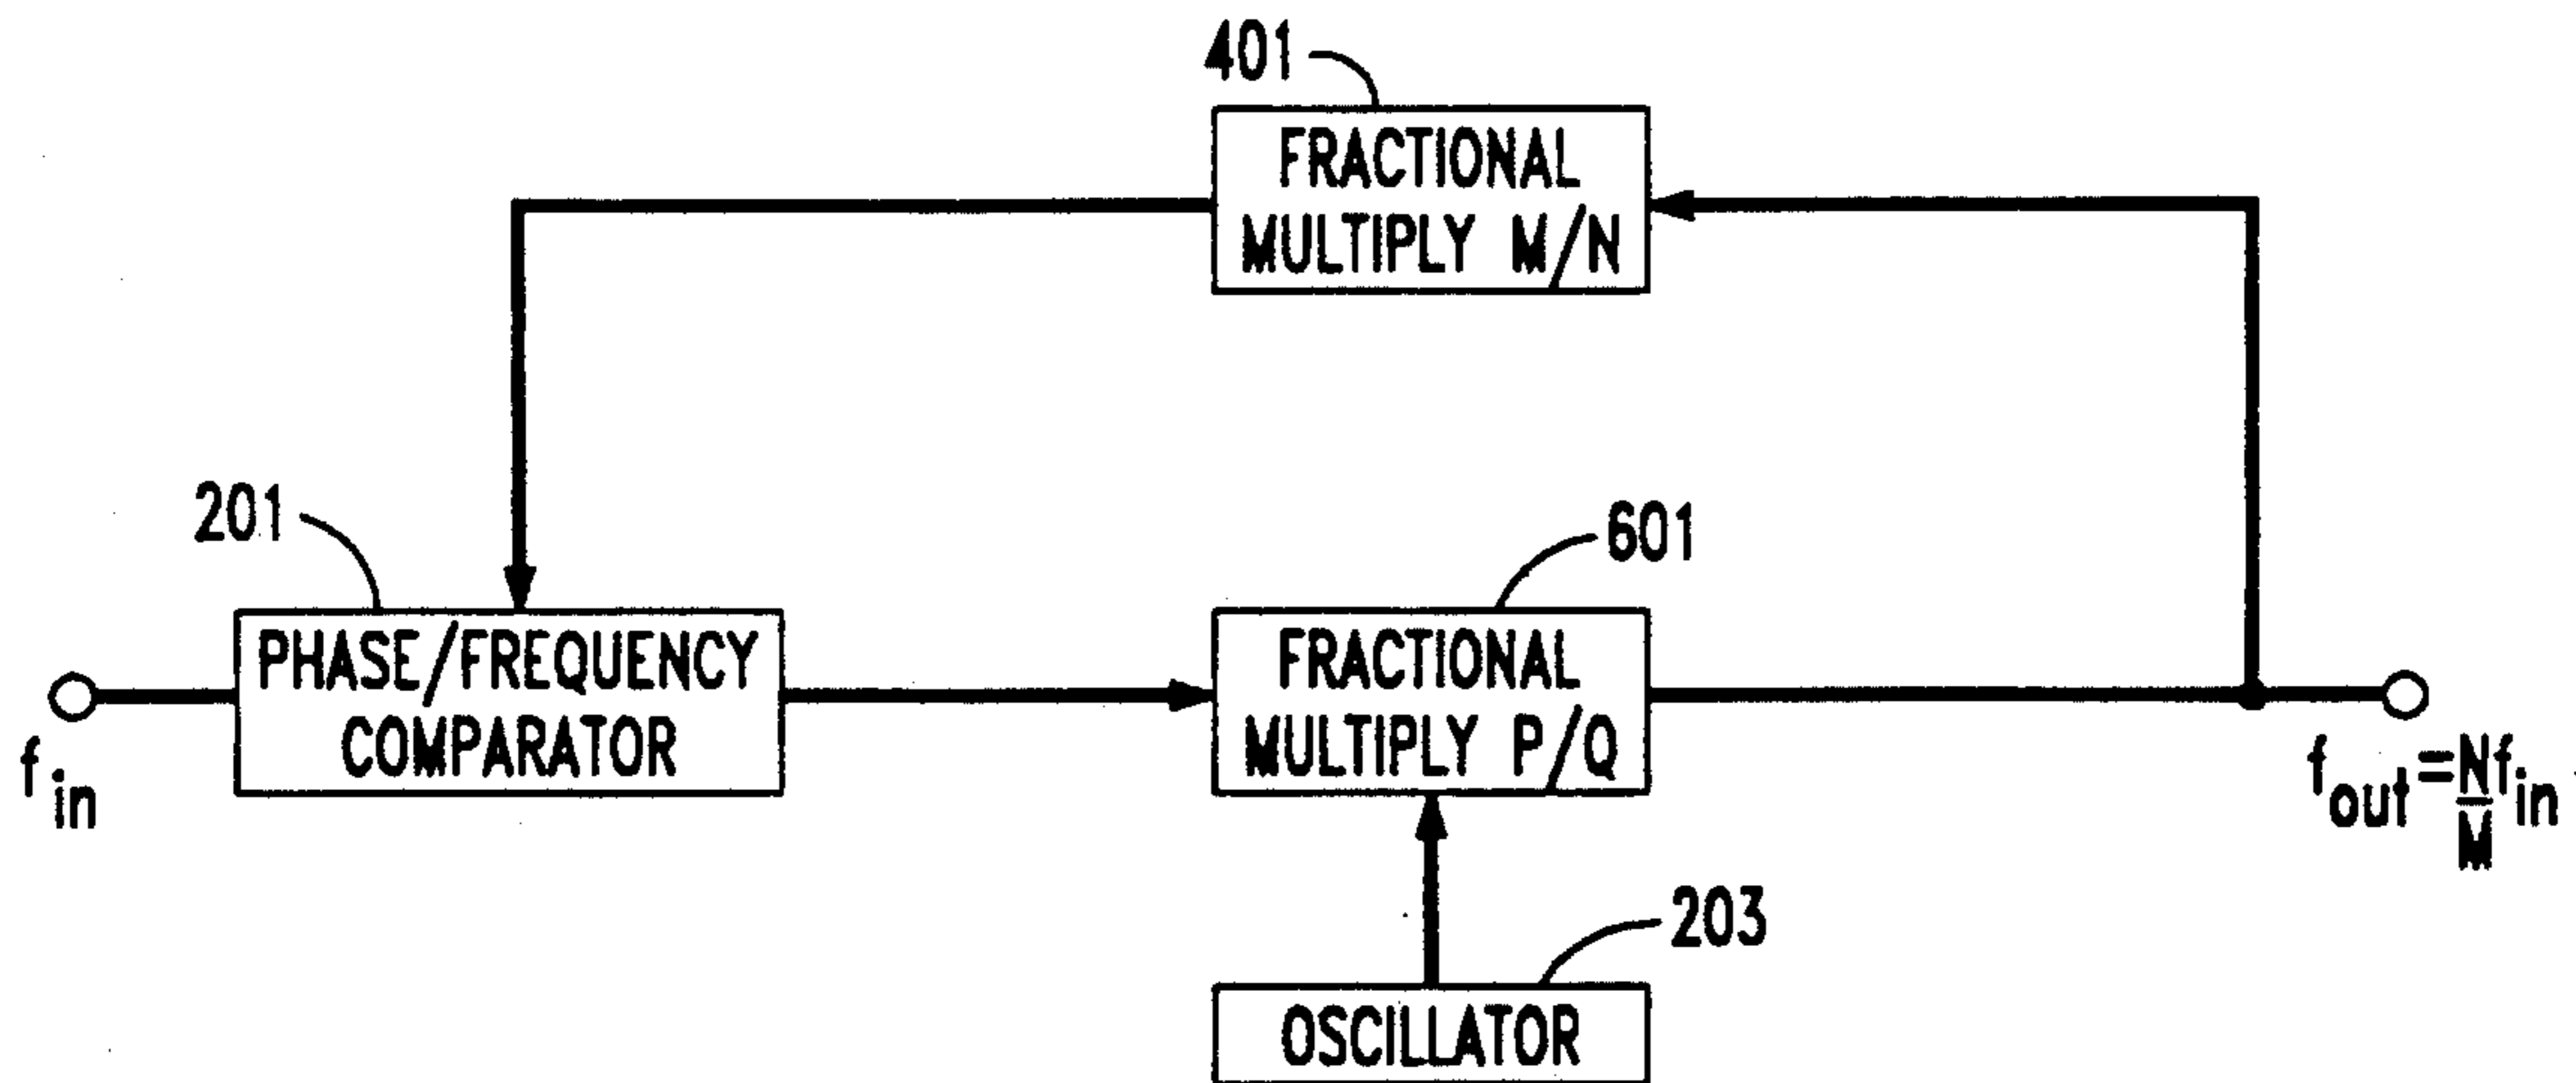 401
FRACTIONAL
MULTIPLY M/N
201
601
PHASE/FREQUENCY
COMPARATOR
FRACTIONAL
MULTIPLY P/Q
f in
f out = N/M f in
203
OSCILLATOR